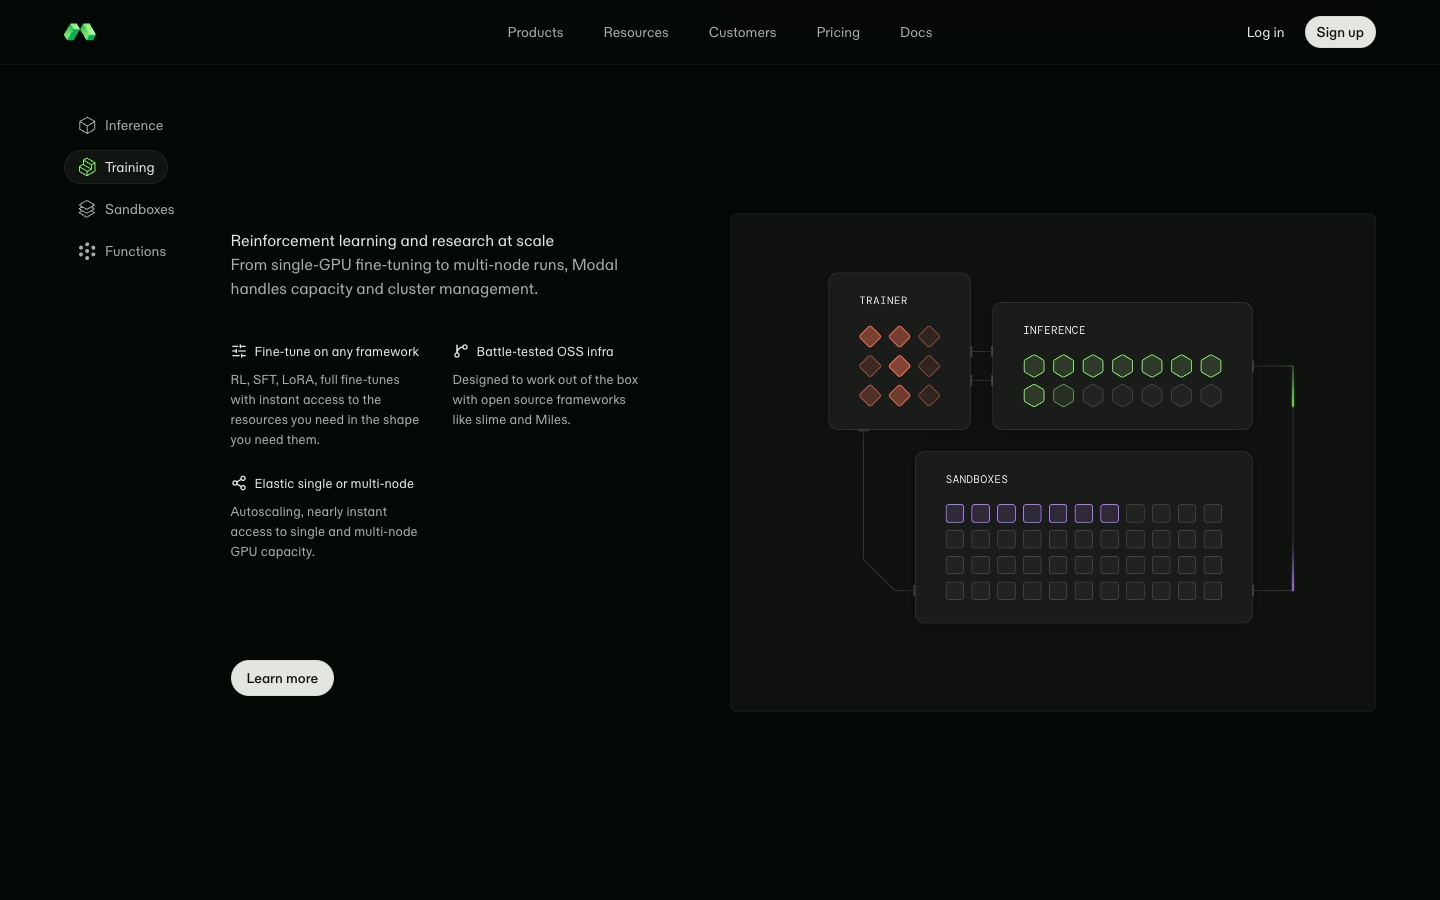 Products
Resources
Customers
Pricing
Docs
Log in
Sign up
Inference
Training
Sandboxes
Functions
Reinforcement learning and research at scale
From single-GPU fine-tuning to multi-node runs, Modal
handles capacity and cluster management.
Fine-tune on any framework
RL, SFT, LoRA, full fine-tunes
with instant access to the
resources you need in the shape
you need them.
Battle-tested OSS infra
Designed to work out of the box
with open source frameworks
like slime and Miles.
Elastic single or multi-node
Autoscaling, nearly instant
access to single and multi-node
GPU capacity.
Learn more
TRAINER
INFERENCE
SANDBOXES